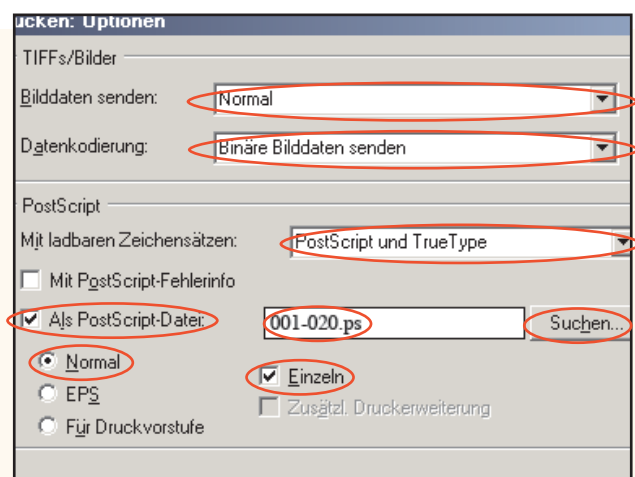 ucken: Optionen
TIFFs/Bilder
Bilddaten senden: Normal
Datenkodierung: Binäre Bilddaten senden
PostScript
Mit ladbaren Zeichensätzen: PostScript und TrueType
Mit PostScript-Fehlerinfo
Als PostScript-Datei: 001-020.ps Suchen...
Normal
Einzeln
EPS
Zusätzl. Druckerweiterung
Für Druckvorstufe